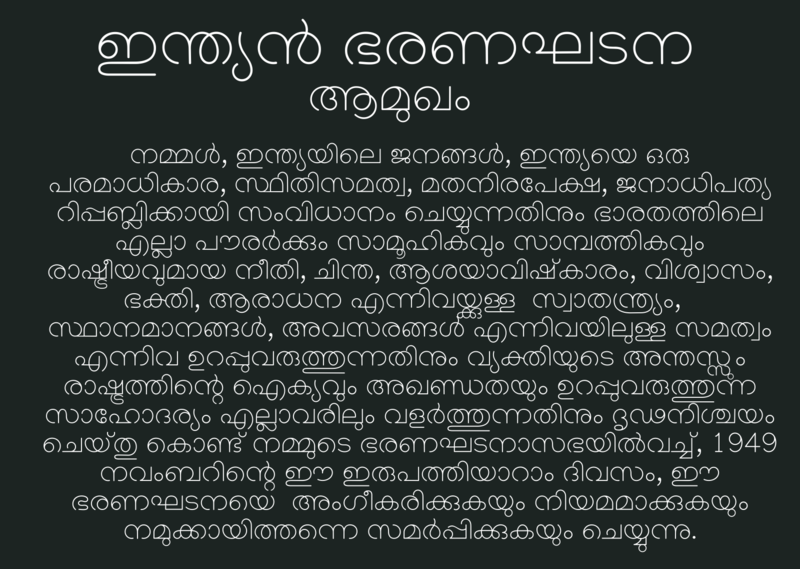 ഇന്ത്യൻ ഭരണഘടന
ആമുഖം
നമ്മൾ, ഇന്ത്യയിലെ ജനങ്ങൾ, ഇന്ത്യയെ ഒരു
പരമാധികാര, സ്ഥിതിസമത്വ, മതനിരപേക്ഷ, ജനാധിപത്യ
റിപ്പബ്ലിക്കായി സംവിധാനം ചെയ്യുന്നതിനും ഭാരതത്തിലെ
എല്ലാ പൗരർക്കും സാമൂഹികവും സാമ്പത്തികവും
രാഷ്ട്രീയവുമായ നീതി, ചിന്ത, ആശയാവിഷ്കാരം, വിശ്വാസം,
ഭക്തി, ആരാധന എന്നിവയ്ക്കുള്ള  സ്വാതന്ത്ര്യം,
സ്ഥാനമാനങ്ങൾ, അവസരങ്ങൾ എന്നിവയിലുള്ള സമത്വം
എന്നിവ ഉറപ്പുവരുത്തുന്നതിനും വ്യക്തിയുടെ അന്തസ്സും
രാഷ്ട്രത്തിന്റെ ഐക്യവും അഖണ്ഡതയും ഉറപ്പുവരുത്തുന്ന
സാഹോദര്യം എല്ലാവരിലും വളർത്തുന്നതിനും ദൃഢനിശ്ചയം
ചെയ്തു കൊണ്ട് നമ്മുടെ ഭരണഘടനാസഭയിൽവച്ച്, 1949
നവംബറിന്റെ ഈ ഇരുപത്തിയാറാം ദിവസം, ഈ
ഭരണഘടനയെ  അംഗീകരിക്കുകയും നിയമമാക്കുകയും
നമുക്കായിത്തന്നെ സമർപ്പിക്കുകയും ചെയ്യുന്നു.